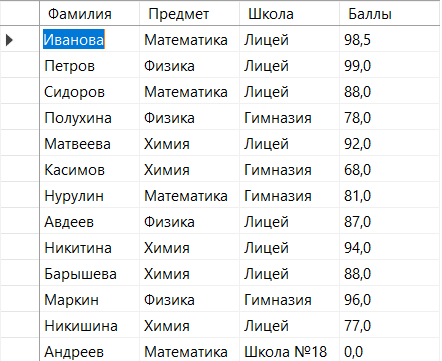 Фамилия Предмет Школа Баллы
Иванова Математика Лицей 98,5
Петров Физика Лицей 99,0
Сидоров Математика Лицей 88,0
Полухина Физика Гимназия 78,0
Матвеева Химия Лицей 92,0
Касимов Химия Гимназия 68,0
Нурулин Математика Гимназия 81,0
Авдеев Физика Лицей 87,0
Никитина Химия Лицей 94,0
Барышева Химия Лицей 88,0
Маркин Физика Гимназия 96,0
Никишина Химия Лицей 77,0
Андреев Математика Школа №18 0,0